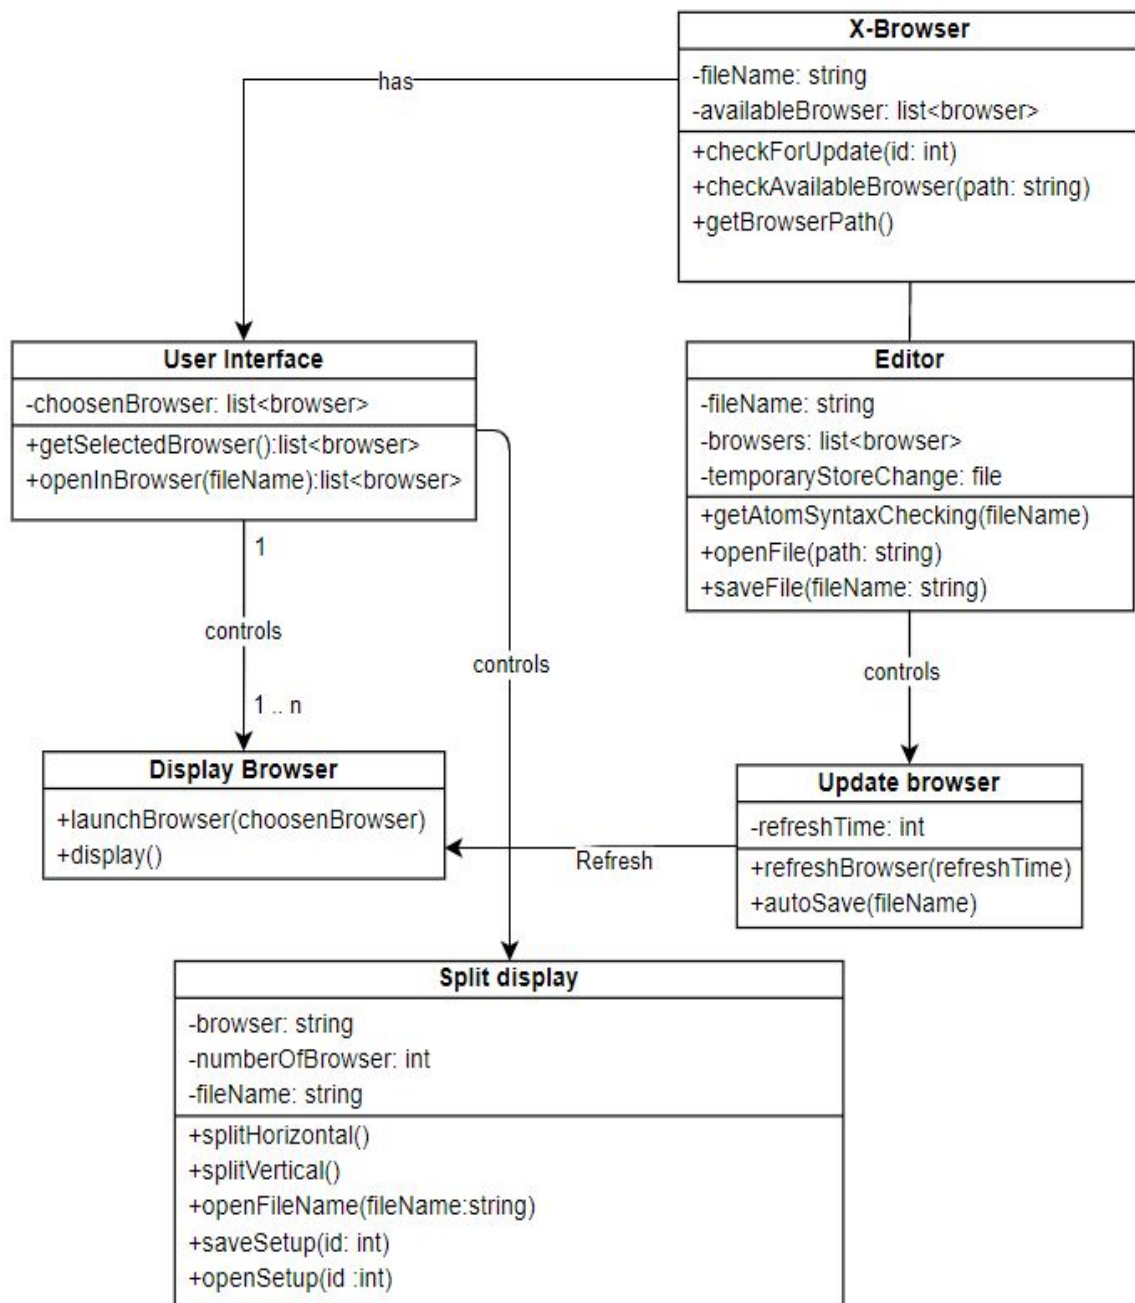 X-Browser
-fileName: string
-availableBrowser: list<browser>
+checkForUpdate(id: int)
+checkAvailableBrowser(path: string)
+getBrowserPath()
has
User Interface
-choosenBrowser: list<browser>
+getSelectedBrowser():list<browser>
+openInBrowser(fileName):list<browser>
Editor
-fileName: string
-browsers: list<browser>
-temporaryStoreChange: file
+getAtomSyntaxChecking(fileName)
+openFile(path: string)
+saveFile(fileName: string)
1
controls
1 .. n
controls
controls
Display Browser
+launchBrowser(choosenBrowser)
+display()
Update browser
-refreshTime: int
+refreshBrowser(refreshTime)
+autoSave(fileName)
Refresh
Split display
-browser: string
-numberOfBrowser: int
-fileName: string
+splitHorizontal()
+splitVertical()
+openFileName(fileName:string)
+saveSetup(id: int)
+openSetup(id :int)